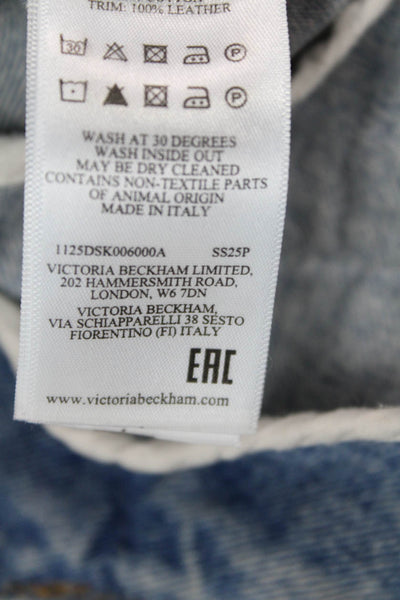 TRIM: 100% LEATHER
30 P
P
WASH AT 30 DEGREES
WASH INSIDE OUT
MAY BE DRY CLEANED
CONTAINS NON-TEXTILE PARTS
OF ANIMAL ORIGIN
MADE IN ITALY
1125DSK006000A SS25P
VICTORIA BECKHAM LIMITED,
202 HAMMERSMITH ROAD,
LONDON, W6 7DN
VICTORIA BECKHAM,
VIA SCHIAPPARELLI 38 SESTO
FIORENTINO (FI) ITALY
EAC
www.victoriabeckham.com